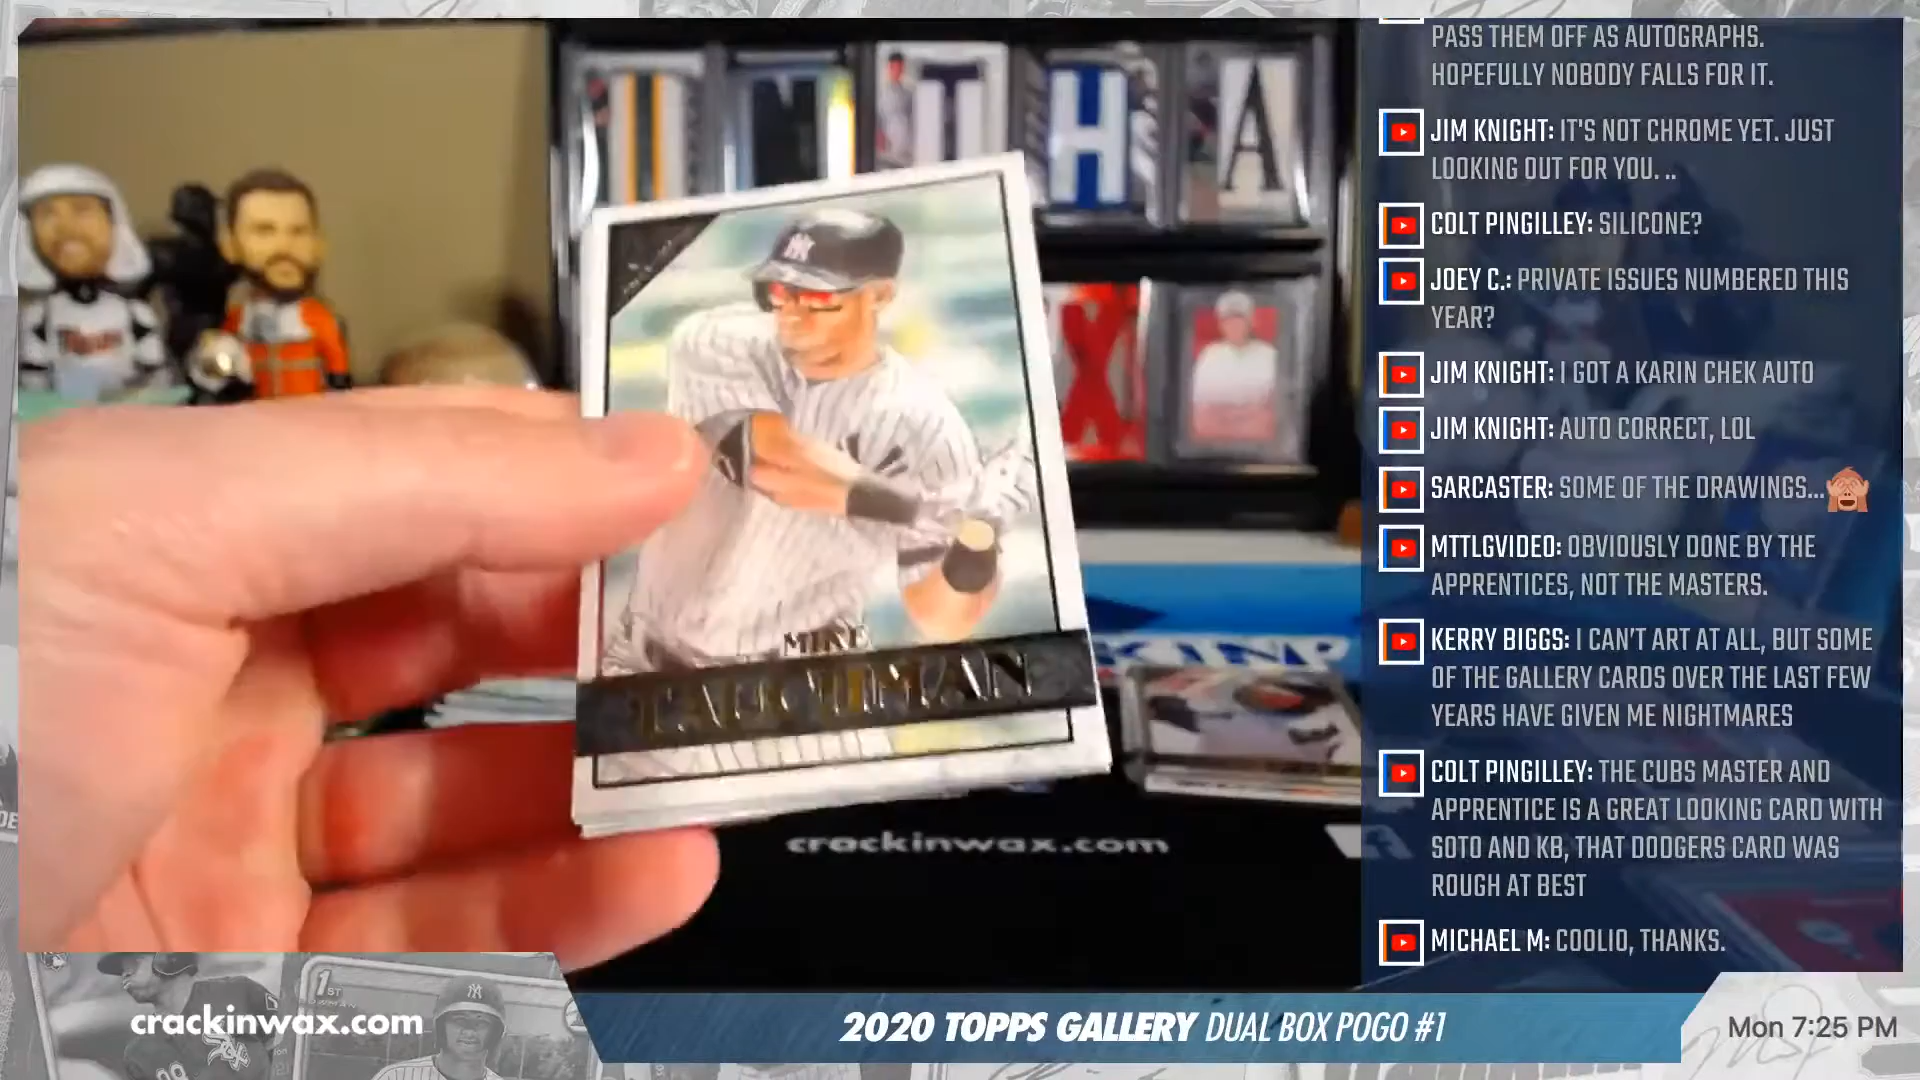 PASS THEM OFF AS AUTOGRAPHS.
HOPEFULLY NOBODY FALLS FOR IT.
JIM KNIGHT: IT'S NOT CHROME YET. JUST
LOOKING OUT FOR YOU. ..
COLT PINGILLEY: SILICONE?
JOEY C.: PRIVATE ISSUES NUMBERED THIS
YEAR?
JIM KNIGHT: I GOT A KARIN CHEK AUTO
JIM KNIGHT: AUTO CORRECT, LOL
SARCASTER: SOME OF THE DRAWINGS...
MTTLGVIDEO: OBVIOUSLY DONE BY THE
APPRENTICES, NOT THE MASTERS.
KERRY BIGGS: I CAN'T ART AT ALL, BUT SOME
OF THE GALLERY CARDS OVER THE LAST FEW
YEARS HAVE GIVEN ME NIGHTMARES
COLT PINGILLEY: THE CUBS MASTER AND
APPRENTICE IS A GREAT LOOKING CARD WITH
SOTO AND KB, THAT DODGERS CARD WAS
ROUGH AT BEST
MICHAEL M: COOLIO, THANKS.
I N T H A
X
NY
MIKE
TAUCHMAN
crackinwax.com
1ST
crackinwax.com
2020 TOPPS GALLERY DUAL BOX POGO #1
Mon 7:25 PM